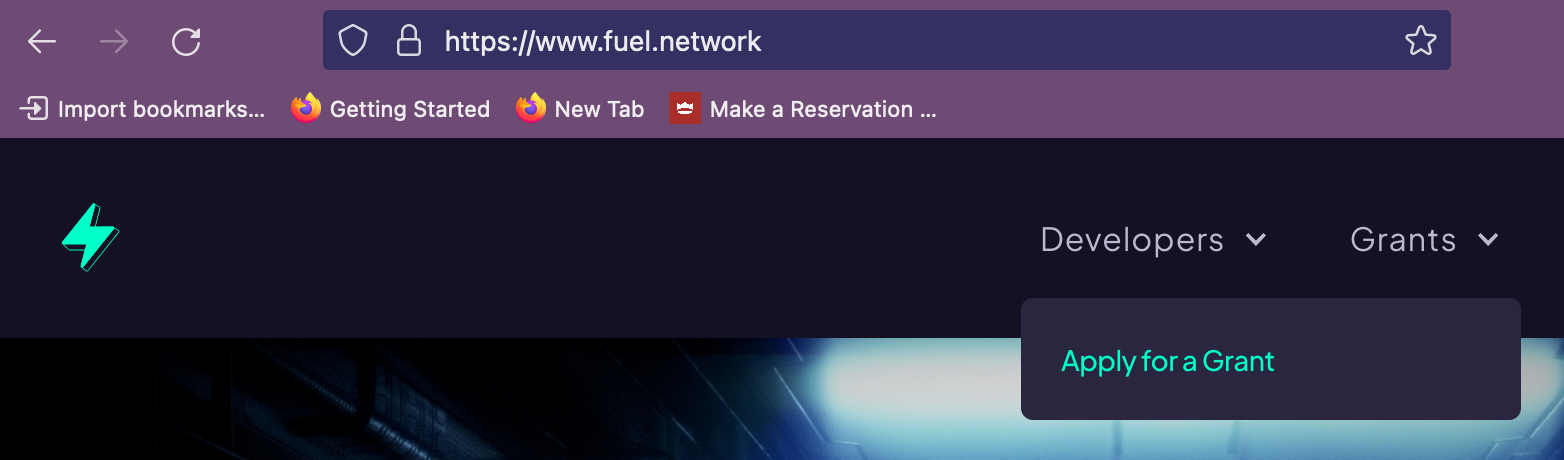 https://www.fuel.network
Import bookmarks... Getting Started New Tab Make a Reservation ...
Developers Grants
Apply for a Grant